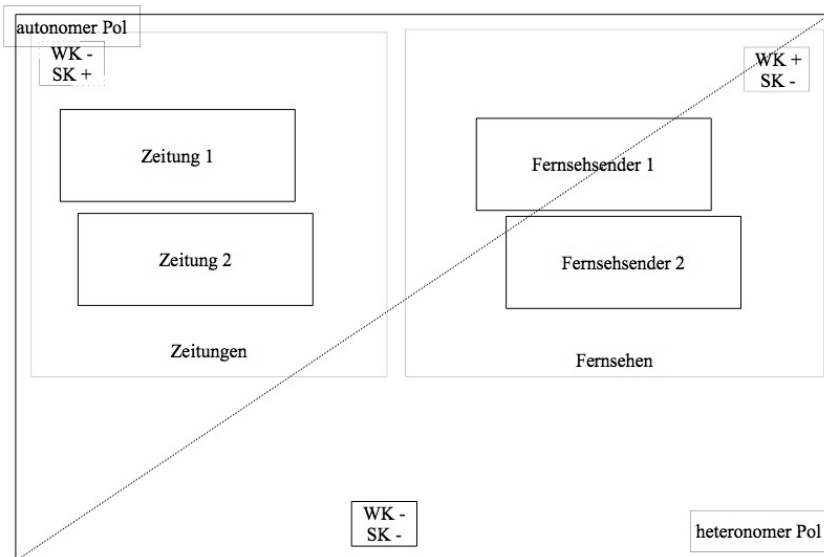 autonomer Pol
WK -
SK +
WK +
SK -
Zeitung 1
Fernsehsender 1
Zeitung 2
Fernsehsender 2
Zeitungen
Fernsehen
WK -
SK -
heteronomer Pol